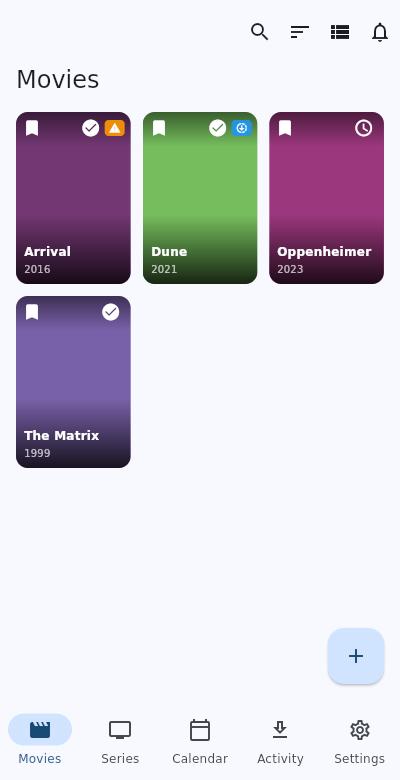 Movies
Arrival
2016
Dune
2021
Oppenheimer
2023
The Matrix
1999
Movies
Series
Calendar
Activity
Settings